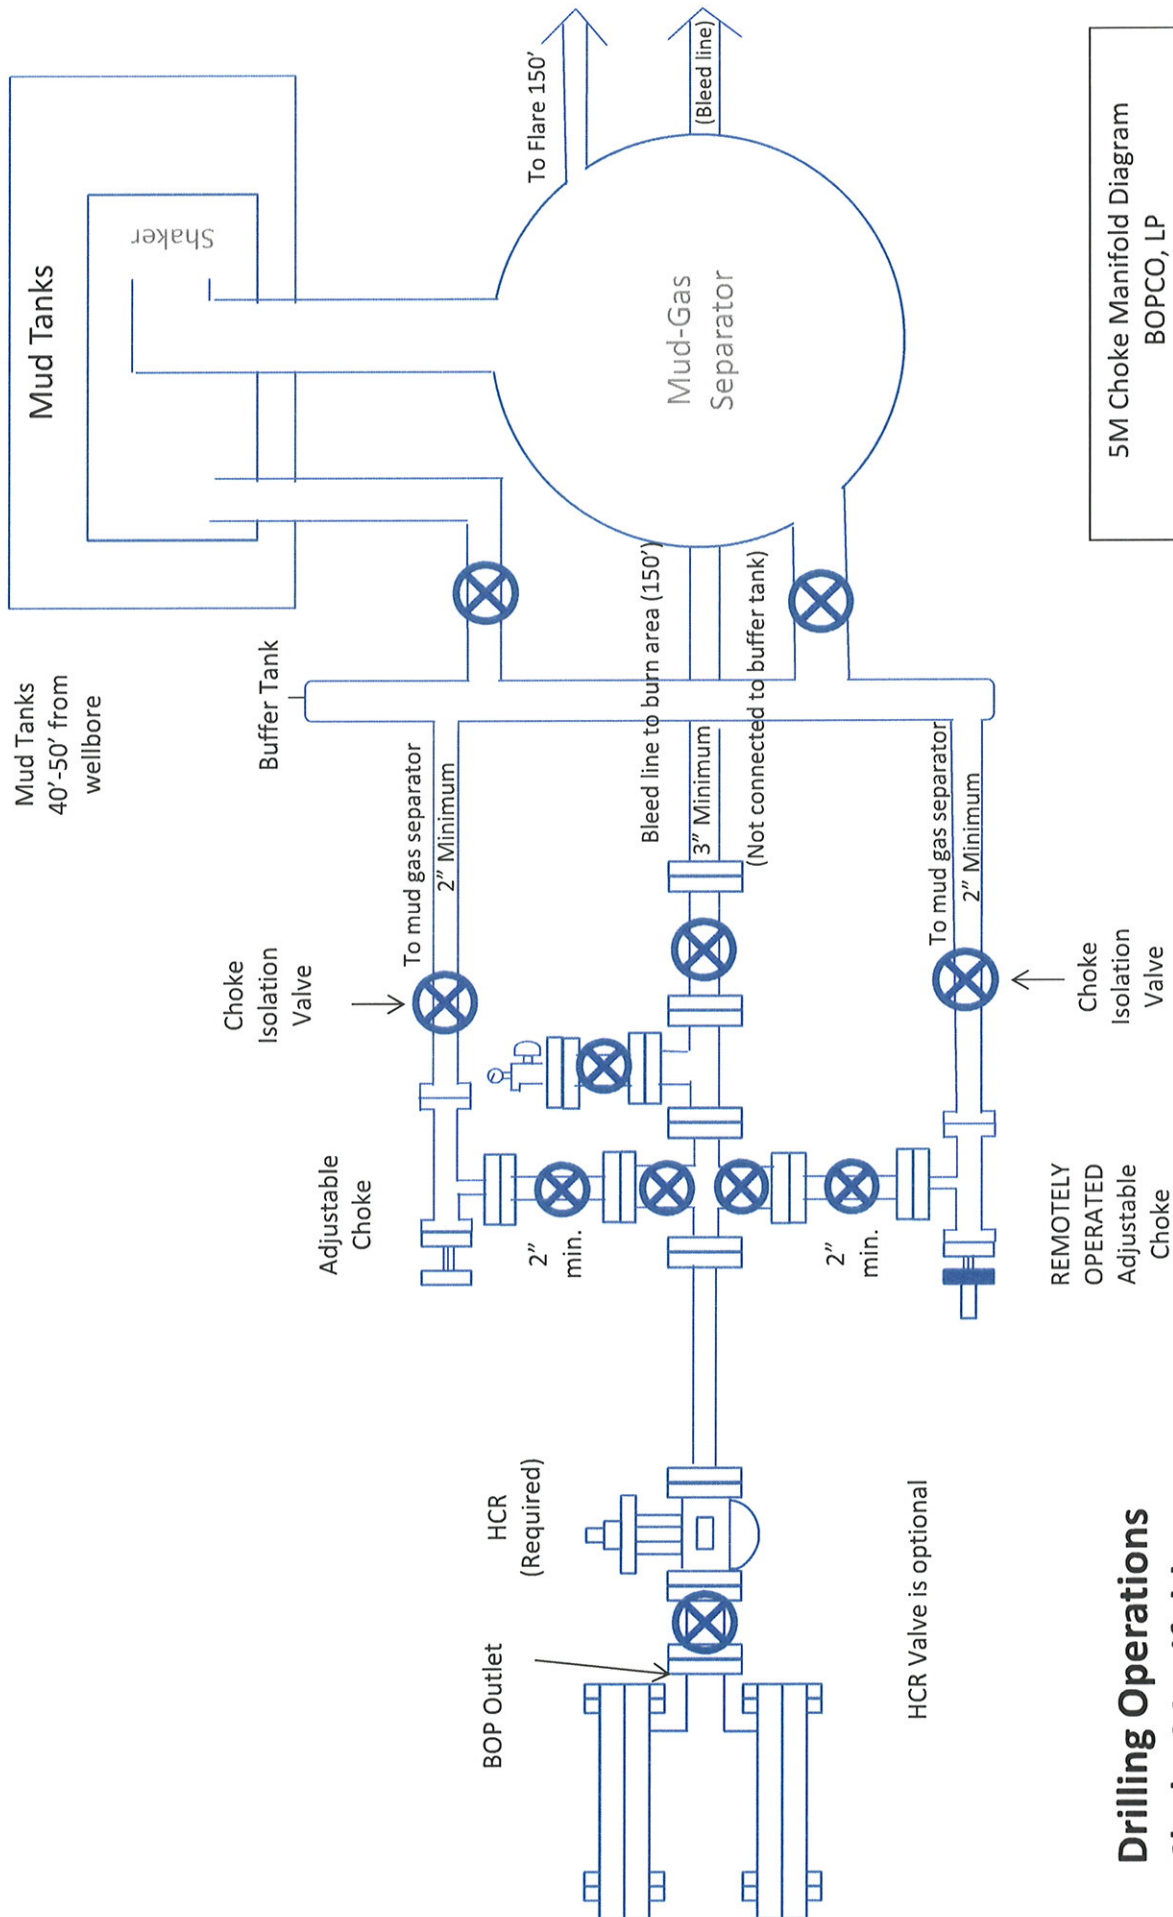 Mud Tanks
40'-50' from
wellbore
Mud Tanks
Shaker
Buffer Tank
To Flare 150'
(Bleed line)
Mud-Gas
Separator
Choke
Isolation
Valve
To mud gas separator
2" Minimum
Bleed line to burn area (150')
3" Minimum
(Not connected to buffer tank)
To mud gas separator
2" Minimum
Choke
Isolation
Valve
Adjustable
Choke
2"
min.
2"
min.
REMOTELY
OPERATED
Adjustable
Choke
HCR
(Required)
BOP Outlet
HCR Valve is optional
5M Choke Manifold Diagram
BOPCO, LP
Drilling Operations